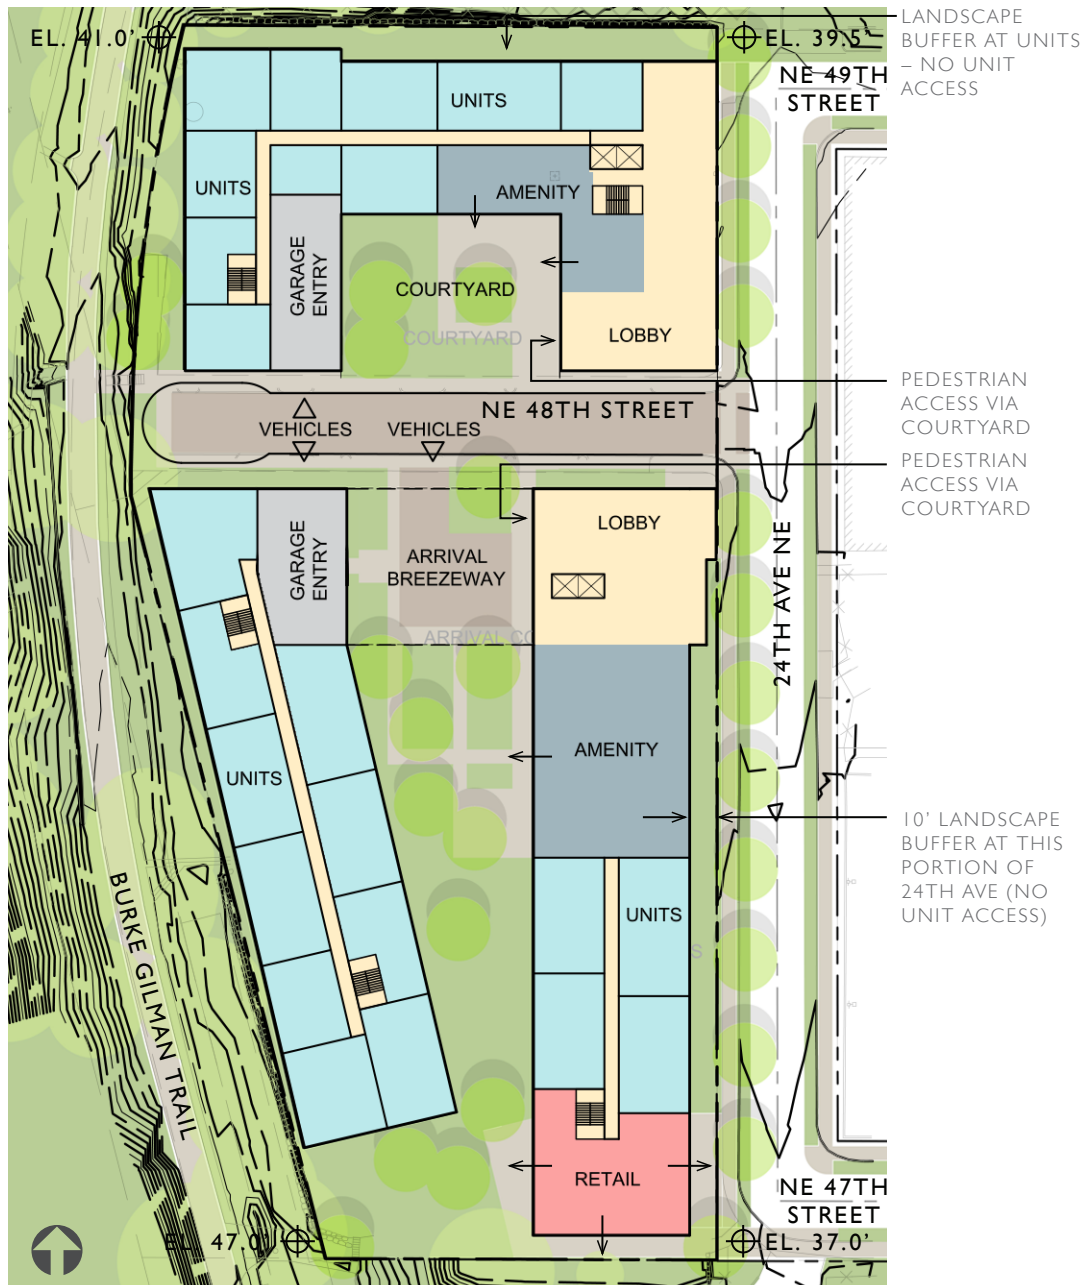 LANDSCAPE
BUFFER AT UNITS
– NO UNIT
ACCESS
EL. 41.0'
EL. 39.5'
NE 49TH
STREET
UNITS
UNITS
AMENITY
GARAGE
ENTRY
COURTYARD
COURTYARD
LOBBY
PEDESTRIAN
ACCESS VIA
COURTYARD
NE 48TH STREET
VEHICLES
VEHICLES
PEDESTRIAN
ACCESS VIA
COURTYARD
LOBBY
GARAGE
ENTRY
ARRIVAL
BREEZEWAY
24TH AVE NE
ARRIVAL CO
AMENITY
UNITS
10' LANDSCAPE
BUFFER AT THIS
PORTION OF
24TH AVE (NO
UNIT ACCESS)
BURKE GILMAN TRAIL
UNITS
S
RETAIL
NE 47TH
STREET
EL. 47.0'
EL. 37.0'